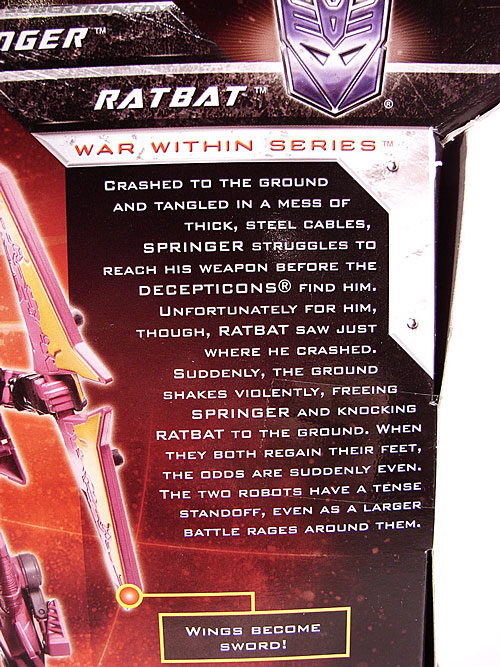 NGER™
RATBAT™
®
WAR WITHIN SERIES™
CRASHED TO THE GROUND
AND TANGLED IN A MESS OF
THICK, STEEL CABLES,
SPRINGER STRUGGLES TO
REACH HIS WEAPON BEFORE THE
DECEPTICONS® FIND HIM.
UNFORTUNATELY FOR HIM,
THOUGH, RATBAT SAW JUST
WHERE HE CRASHED.
SUDDENLY, THE GROUND
SHAKES VIOLENTLY, FREEING
SPRINGER AND KNOCKING
RATBAT TO THE GROUND. WHEN
THEY BOTH REGAIN THEIR FEET,
THE ODDS ARE SUDDENLY EVEN.
THE TWO ROBOTS HAVE A TENSE
STANDOFF, EVEN AS A LARGER
BATTLE RAGES AROUND THEM.
WINGS BECOME
SWORD!